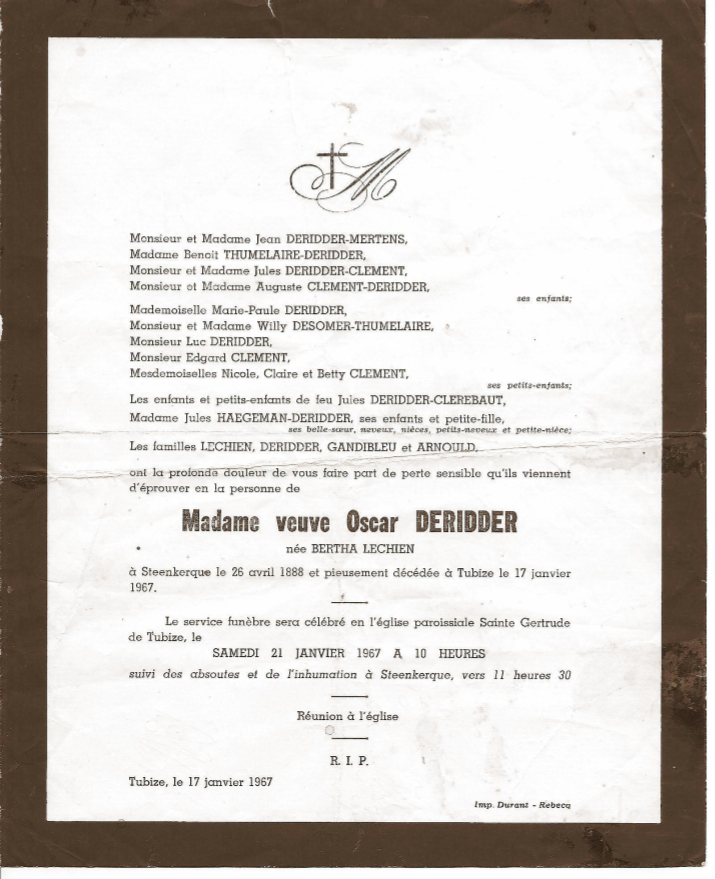 M
Monsieur et Madame Jean DERIDDER-MERTENS,
Madame Benoit THUMELAIRE-DERIDDER,
Monsieur et Madame Jules DERIDDER-CLEMENT,
Monsieur et Madame Auguste CLEMENT-DERIDDER,
ses enfants;
Mademoiselle Marie-Paule DERIDDER,
Monsieur et Madame Willy DESOMER-THUMELAIRE,
Monsieur Luc DERIDDER,
Monsieur Edgard CLEMENT,
Mesdemoiselles Nicole, Claire et Betty CLEMENT,
ses petits-enfants;
Les enfants et petits-enfants de feu Jules DERIDDER-CLEREBAUT,
Madame Jules HAEGEMAN-DERIDDER, ses enfants et petite-fille,
ses belle-sœur, neveux, nièces, petits-neveux et petite-nièce;
Les familles LECHIEN, DERIDDER, GANDIBLEU et ARNOULD.
ont la profonde douleur de vous faire part de perte sensible qu'ils viennent
d'éprouver en la personne de
Madame veuve Oscar DERIDDER
née BERTHA LECHIEN
à Steenkerque le 26 avril 1888 et pieusement décédée à Tubize le 17 janvier
1967.
Le service funèbre sera célébré en l'église paroissiale Sainte Gertrude
de Tubize, le
SAMEDI 21 JANVIER 1967 A 10 HEURES
suivi des absoutes et de l'inhumation à Steenkerque, vers 11 heures 30
Réunion à l'église
R. I. P.
Tubize, le 17 janvier 1967
Imp. Durant - Rebecq